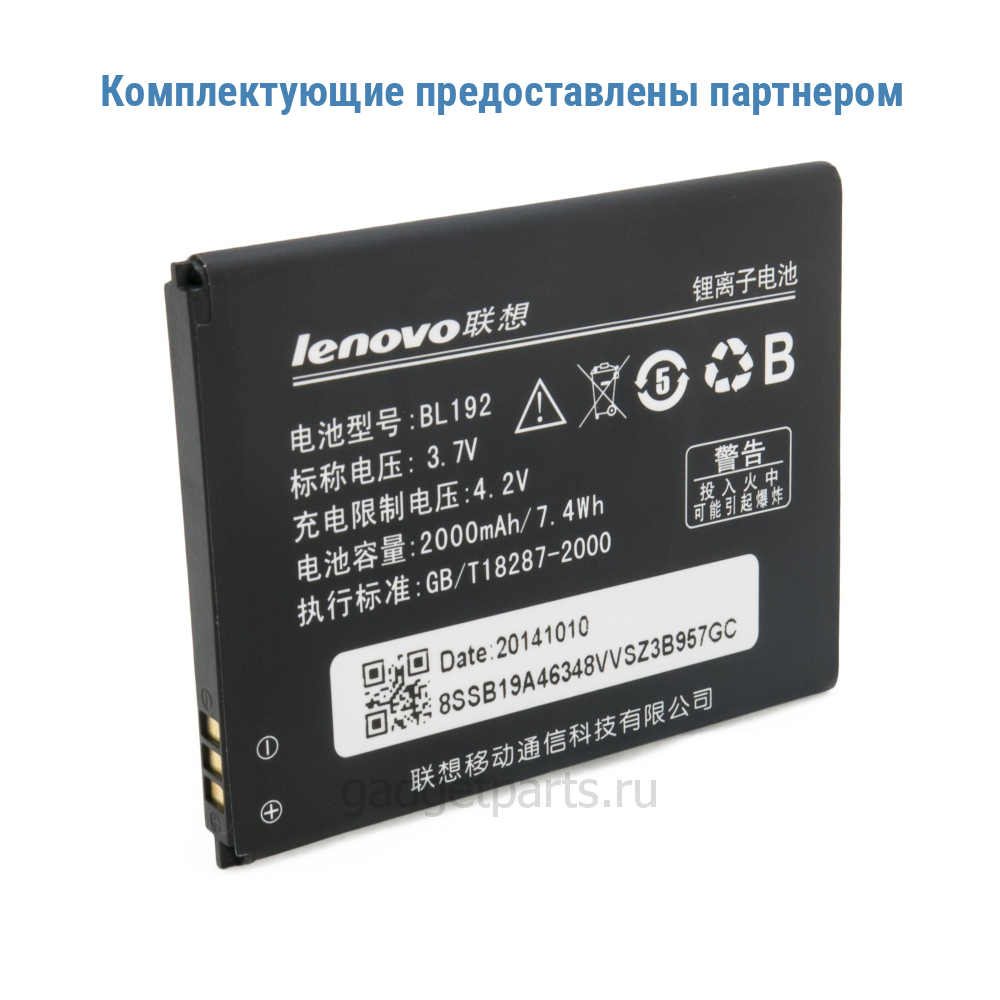 Комплектующие предоставлены партнером
锂离子电池
lenovo联想
电池型号:BL192
标称电压: 3.7V
充电限制电压:4.2V
电池容量:2000mAh/7.4Wh
执行标准: GB/T18287-2000
5
B
警告
投入火中
可能引起爆炸
Date:20141010
8SSB19A46348VVSZ3B957GC
联想移动通信科技有限公司
gadgetparts.ru